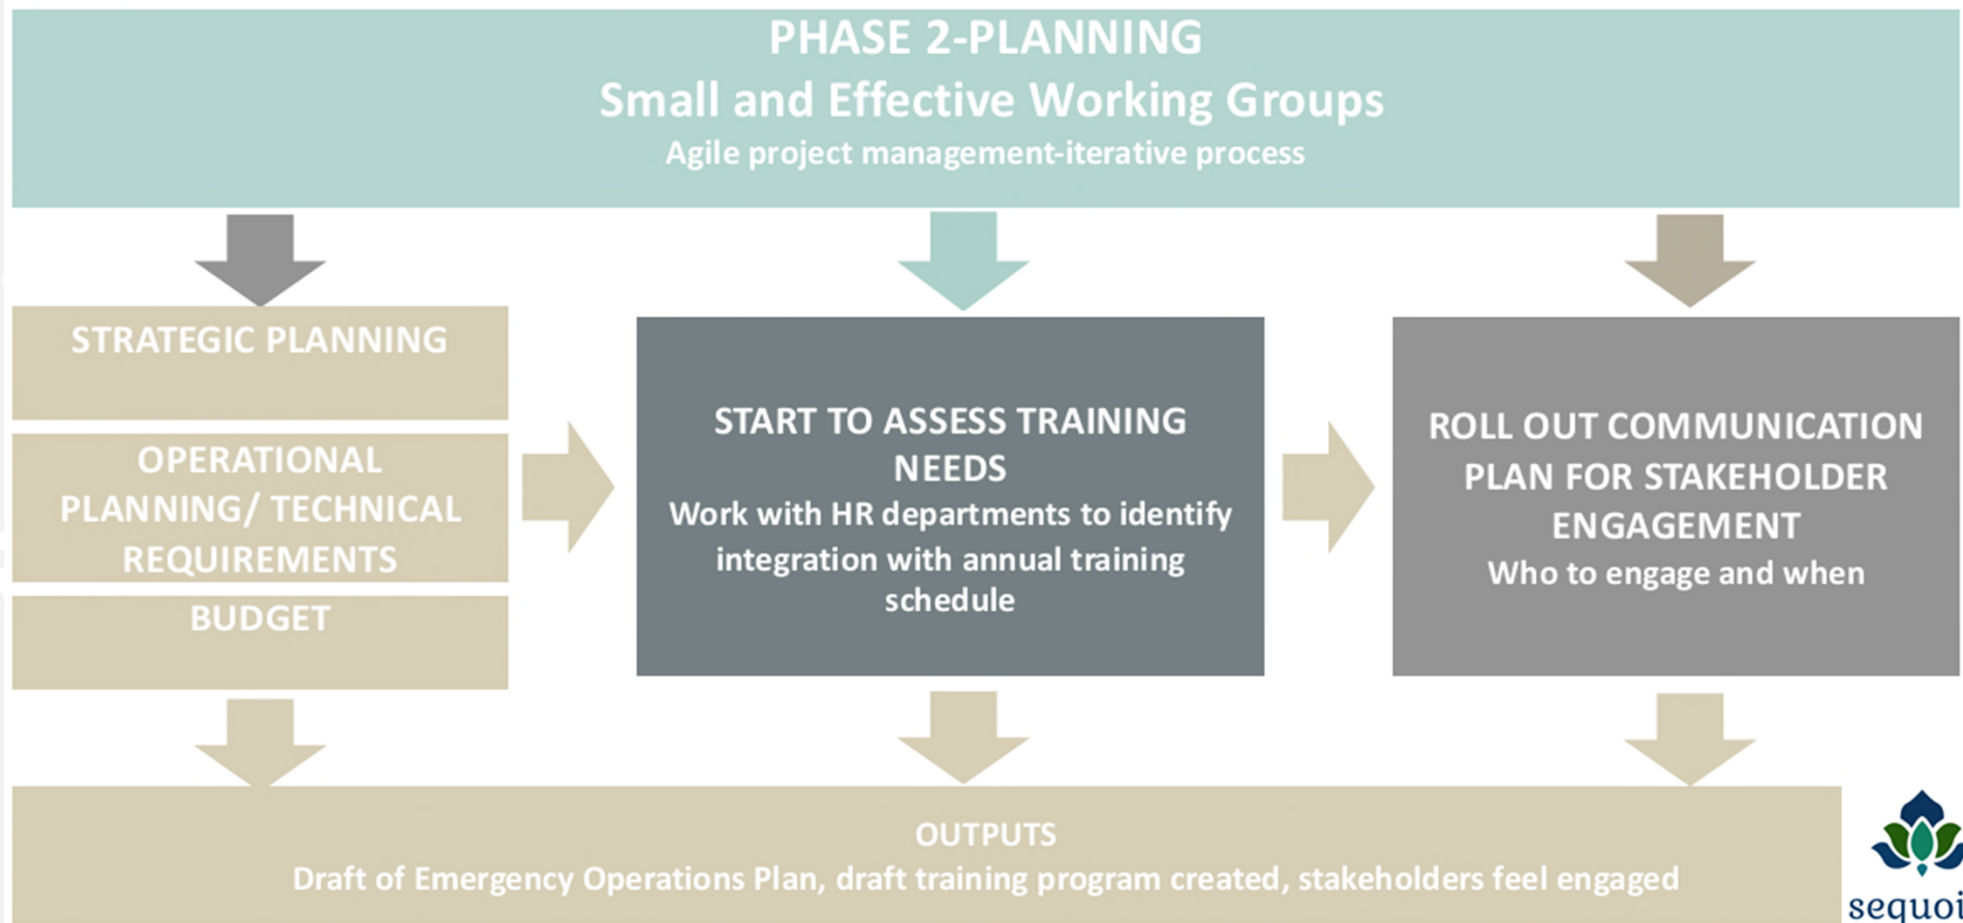 PHASE 2-PLANNING
Small and Effective Working Groups
Agile project management-iterative process
STRATEGIC PLANNING
OPERATIONAL
PLANNING/ TECHNICAL
REQUIREMENTS
BUDGET
START TO ASSESS TRAINING
NEEDS
Work with HR departments to identify
integration with annual training
schedule
ROLL OUT COMMUNICATION
PLAN FOR STAKEHOLDER
ENGAGEMENT
Who to engage and when
OUTPUTS
Draft of Emergency Operations Plan, draft training program created, stakeholders feel engaged
sequoi